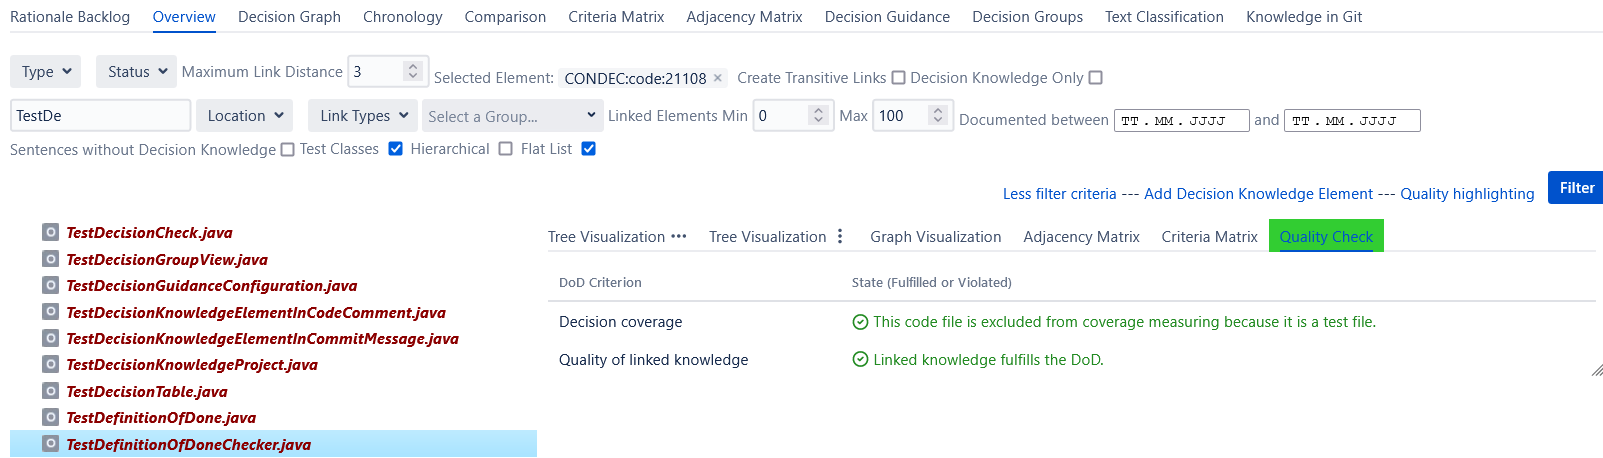 Rationale Backlog Overview Decision Graph Chronology Comparison Criteria Matrix Adjacency Matrix Decision Guidance Decision Groups Text Classification Knowledge in Git
Type Status Maximum Link Distance 3 Selected Element: CONDEC:code:21108 × Create Transitive Links Decision Knowledge Only
TestDe Location Link Types Select a Group... Linked Elements Min 0 Max 100 Documented between TT.MM.JJJJ and TT.MM.JJJJ
Sentences without Decision Knowledge Test Classes Hierarchical Flat List
Less filter criteria --- Add Decision Knowledge Element --- Quality highlighting Filter
TestDecisionCheck.java
TestDecisionGroupView.java
TestDecisionGuidanceConfiguration.java
TestDecisionKnowledgeElementInCodeComment.java
TestDecisionKnowledgeElementInCommitMessage.java
TestDecisionKnowledgeProject.java
TestDecisionTable.java
TestDefinitionOfDone.java
TestDefinitionOfDoneChecker.java
Tree Visualization ••• Tree Visualization ⋮ Graph Visualization Adjacency Matrix Criteria Matrix Quality Check
DoD Criterion State (Fulfilled or Violated)
Decision coverage This code file is excluded from coverage measuring because it is a test file.
Quality of linked knowledge Linked knowledge fulfills the DoD.